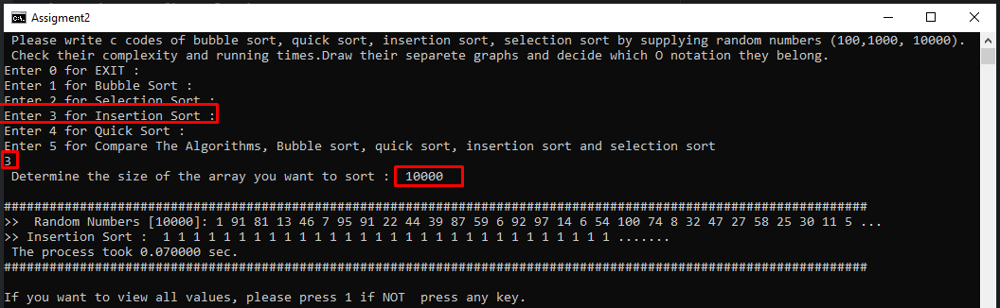 Assigment2
Please write c codes of bubble sort, quick sort, insertion sort, selection sort by supplying random numbers (100,1000, 10000).
Check their complexity and running times.Draw their separete graphs and decide which O notation they belong.
Enter 0 for EXIT :
Enter 1 for Bubble Sort :
Enter 2 for Selection Sort :
Enter 3 for Insertion Sort :
Enter 4 for Quick Sort :
Enter 5 for Compare The Algorithms, Bubble sort, quick sort, insertion sort and selection sort
3
Determine the size of the array you want to sort :  10000
##################################################################################################################
>>  Random Numbers [10000]: 1 91 81 13 46 7 95 91 22 44 39 87 59 6 92 97 14 6 54 100 74 8 32 47 27 58 25 30 11 5 ...
>> Insertion Sort :  1 1 1 1 1 1 1 1 1 1 1 1 1 1 1 1 1 1 1 1 1 1 1 1 1 1 1 1 1 1 .......
The process took 0.070000 sec.
##################################################################################################################
If you want to view all values, please press 1 if NOT  press any key.